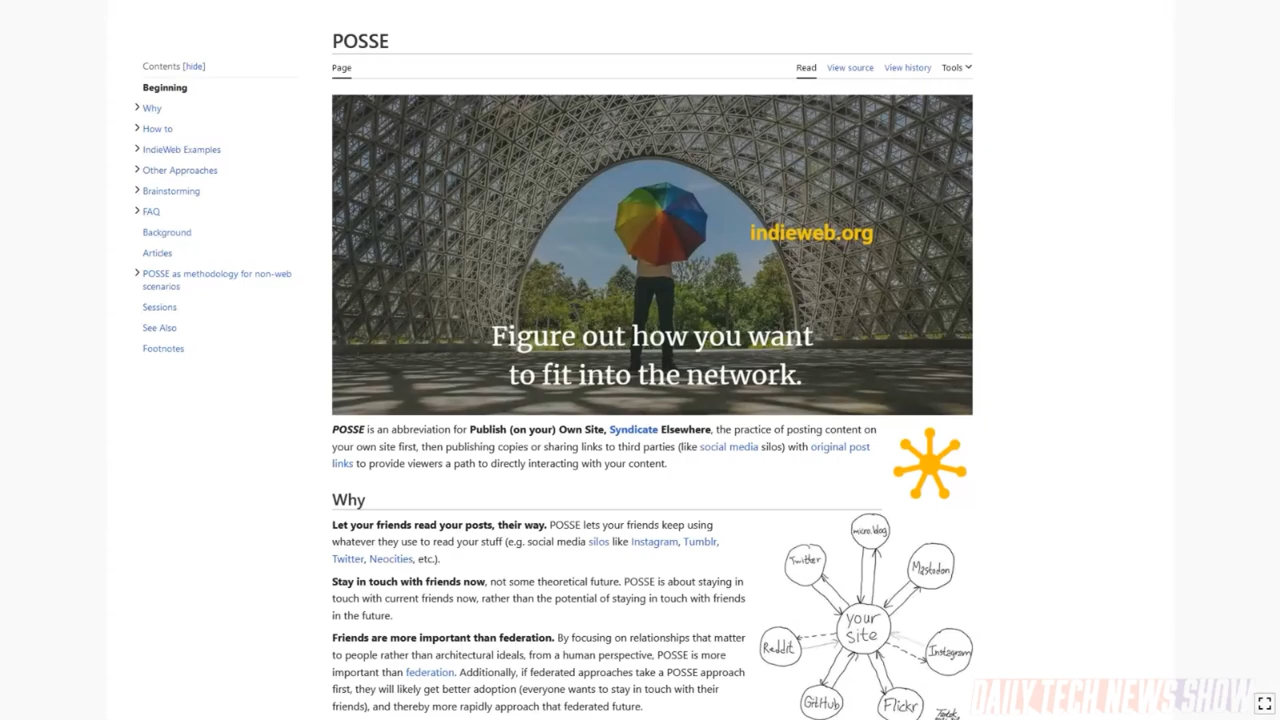 POSSE
Contents [hide]
Page
Read View source View history Tools
Beginning
Why
How to
IndieWeb Examples
Other Approaches
Brainstorming
FAQ
Background
Articles
POSSE as methodology for non-web
scenarios
Sessions
See Also
Footnotes
indieweb.org
Figure out how you want
to fit into the network.
POSSE is an abbreviation for Publish (on your) Own Site, Syndicate Elsewhere, the practice of posting content on
your own site first, then publishing copies or sharing links to third parties (like social media silos) with original post
links to provide viewers a path to directly interacting with your content.
Why
Let your friends read your posts, their way. POSSE lets your friends keep using
whatever they use to read your stuff (e.g. social media silos like Instagram, Tumblr,
Twitter, Neocities, etc.).
Stay in touch with friends now, not some theoretical future. POSSE is about staying in
touch with current friends now, rather than the potential of staying in touch with friends
in the future.
Friends are more important than federation. By focusing on relationships that matter
to people rather than architectural ideals, from a human perspective, POSSE is more
important than federation. Additionally, if federated approaches take a POSSE approach
first, they will likely get better adoption (everyone wants to stay in touch with their
friends), and thereby more rapidly approach that federated future.
micro.blog
Twitter
Mastodon
your
site
Reddit
Instagram
GitHub
Flickr
DAILY TECH NEWS SHOW